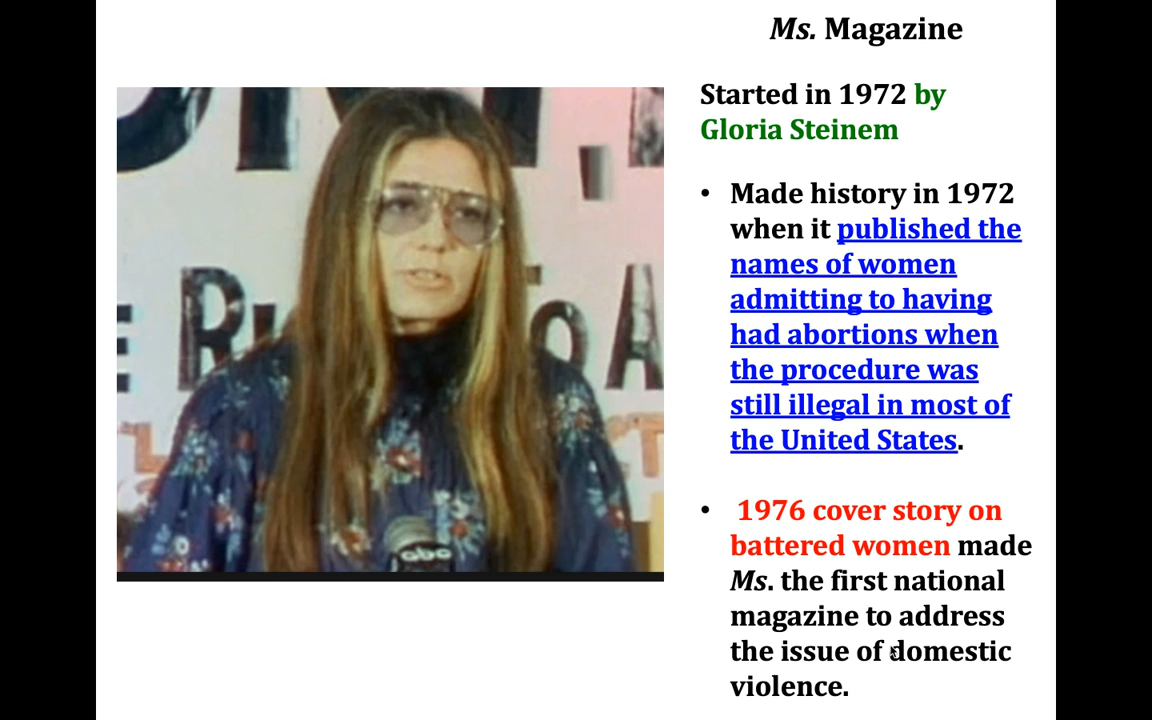 Ms. Magazine
Started in 1972 by
Gloria Steinem
• Made history in 1972
when it published the
names of women
admitting to having
had abortions when
the procedure was
still illegal in most of
the United States.
• 1976 cover story on
battered women made
Ms. the first national
magazine to address
the issue of domestic
violence.
abc